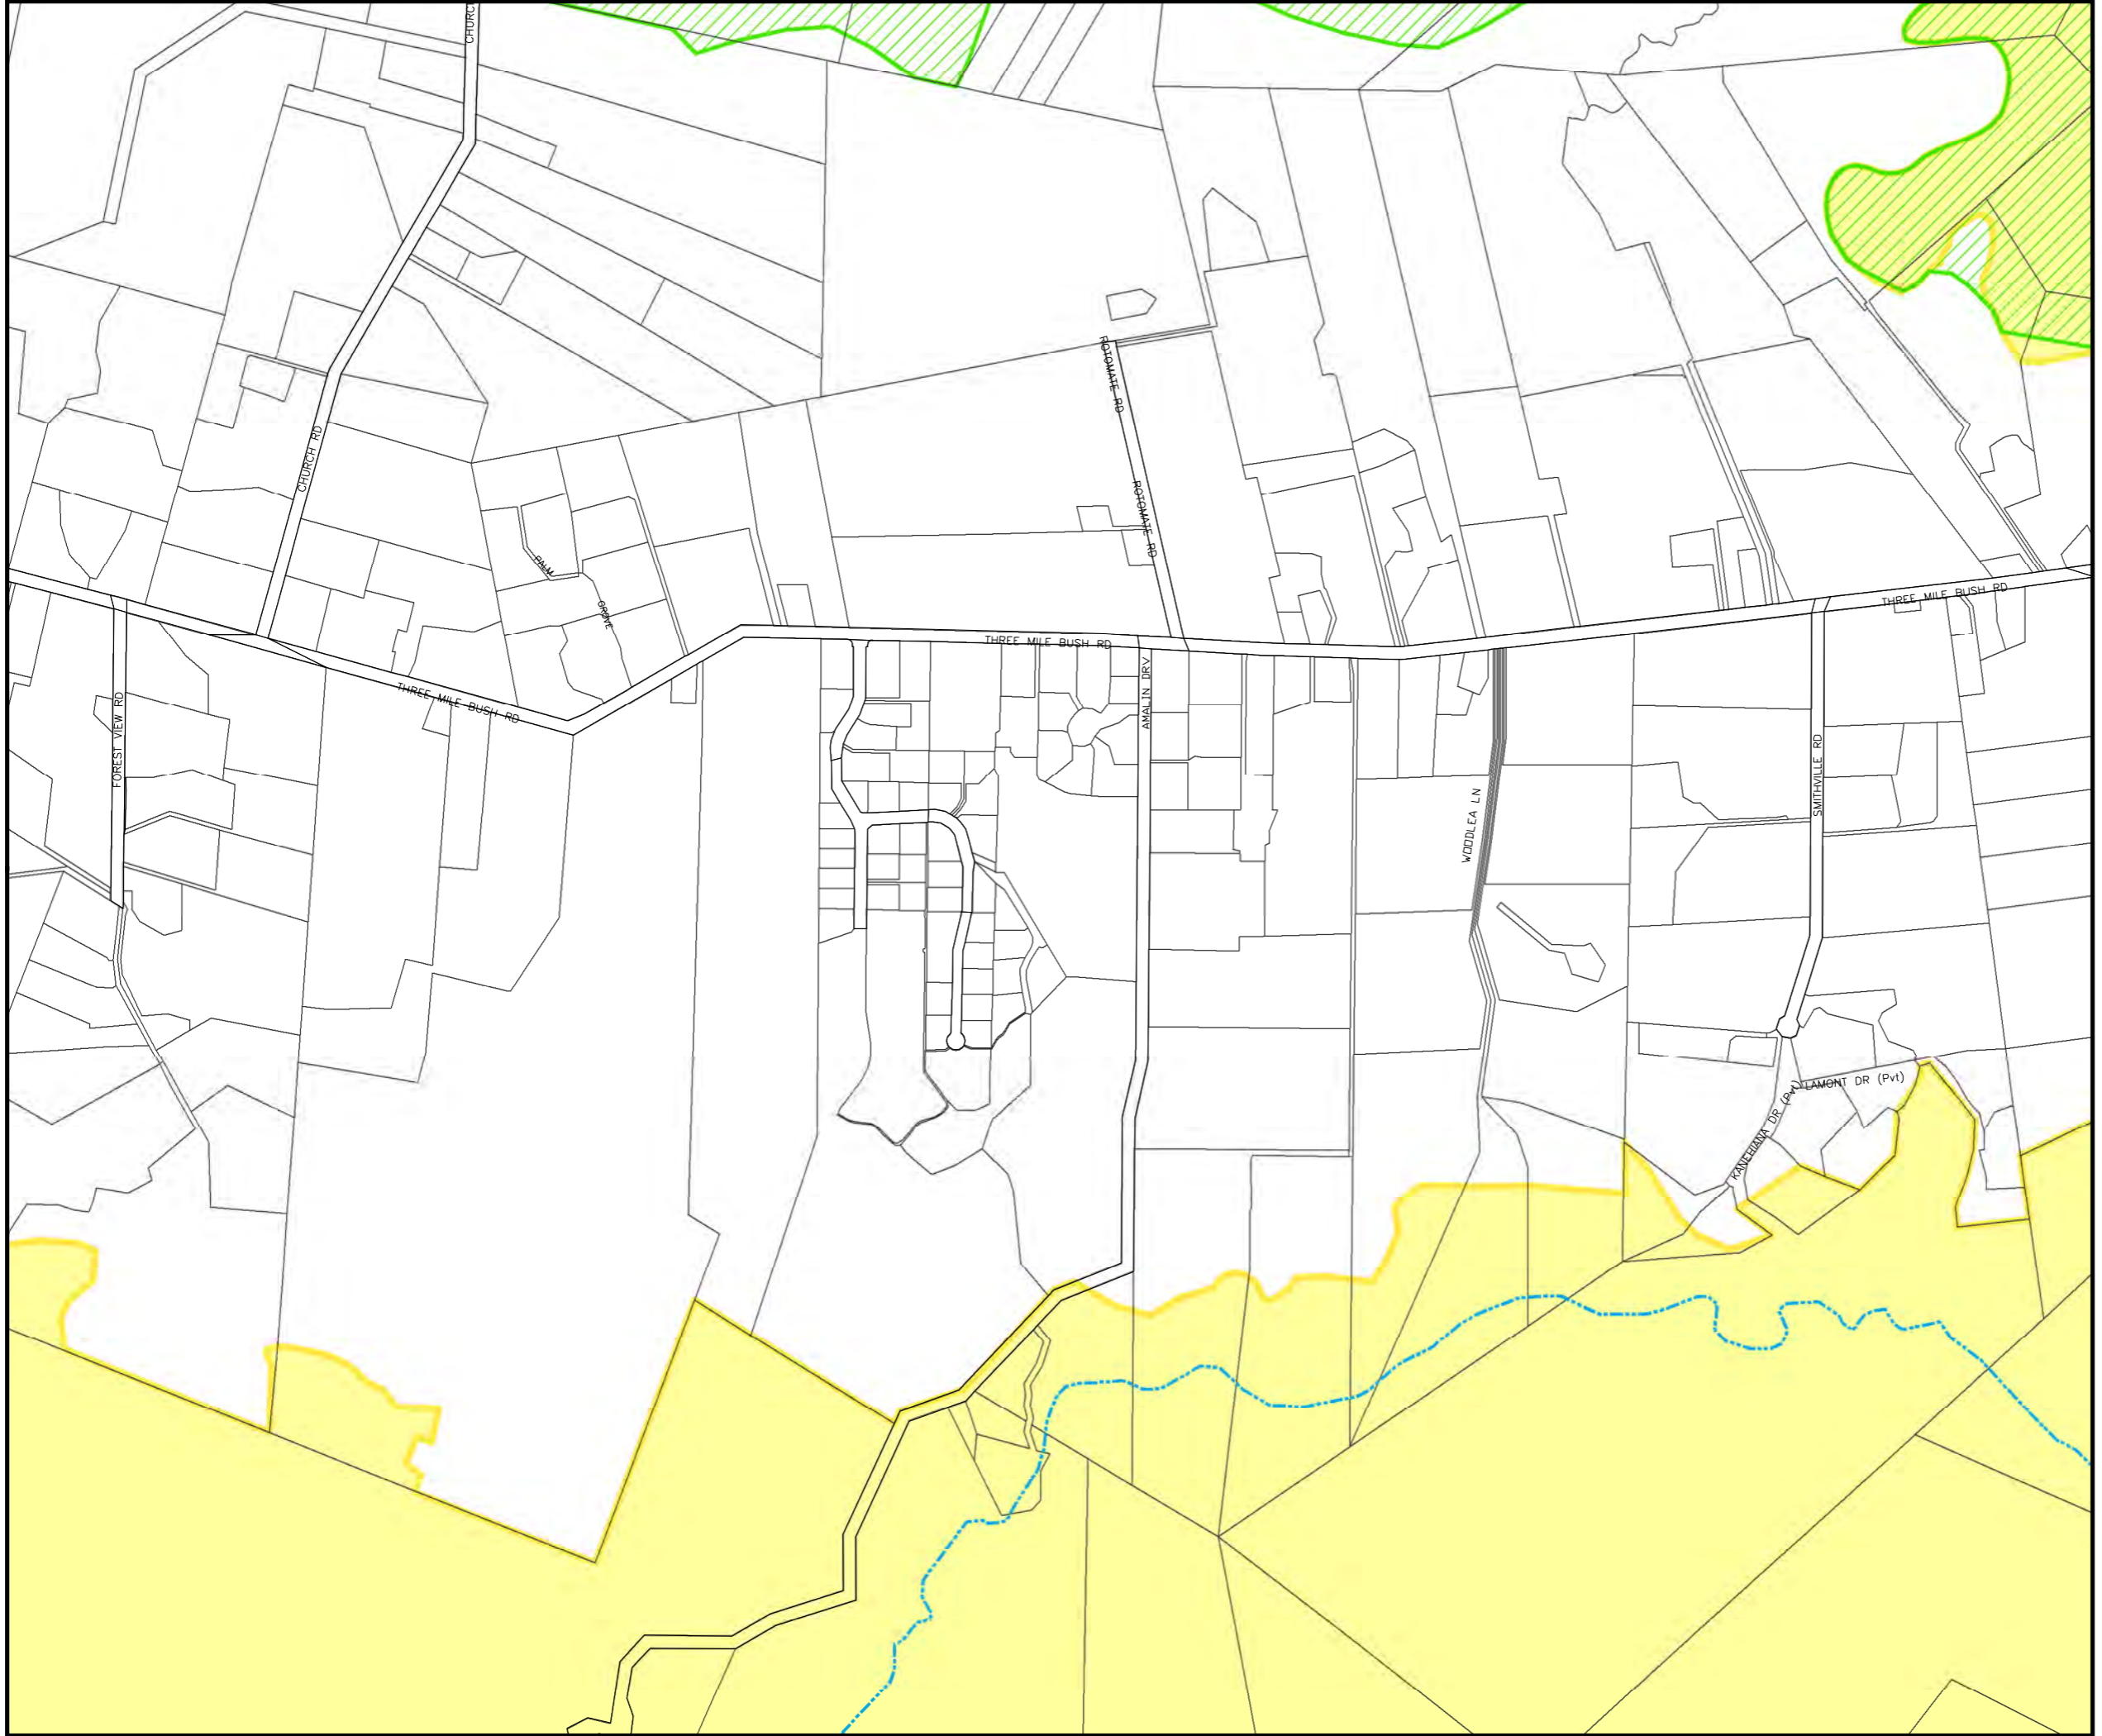 CHURC
ROTOMATE RD
CHURCH RD
ROTOMATE RD
PALM
GROVE
THREE MILE BUSH RD
THREE MILE BUSH RD
THREE MILE BUSH RD
FOREST VIEW RD
AMALIN DRV
SMITHVILLE RD
WOODLEA LN
LAMONT DR (Pvt)
KANEHIANA DR (Pvt)